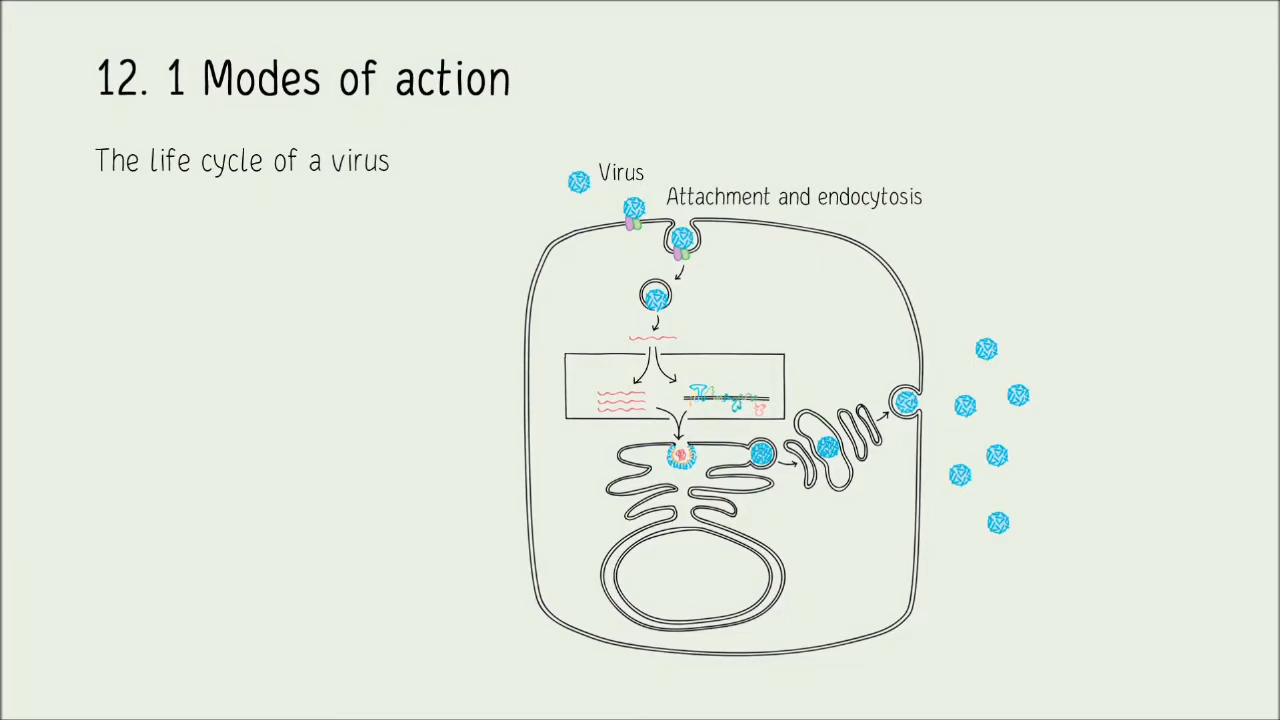 12. 1 Modes of action
The life cycle of a virus
Virus
Attachment and endocytosis